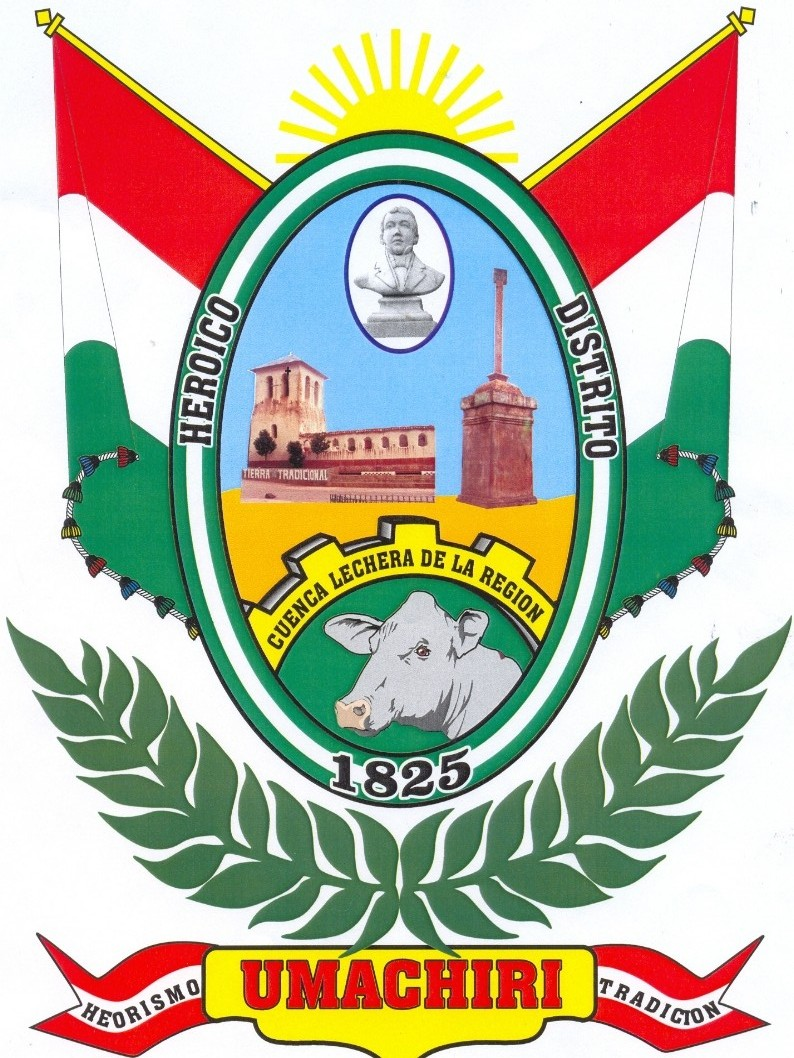 HEROICO
DISTRITO
TIERRA TRADICIONAL
CUENCA LECHERA DE LA REGION
1825
UMACHIRI
HEORISMO
TRADICION